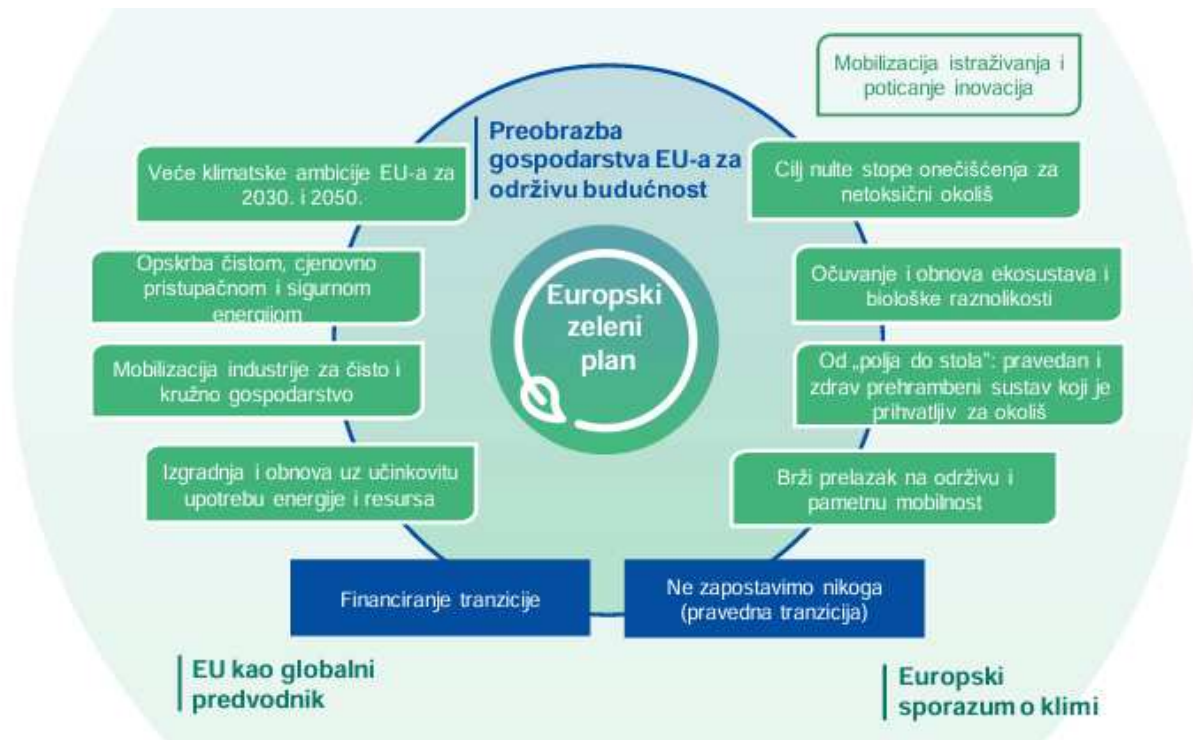 Mobilizacija istraživanja i
poticanje inovacija
Preobrazba
gospodarstva EU-a za
održivu budućnost
Veće klimatske ambicije EU-a za
2030. i 2050.
Cilj nulte stope onečišćenja za
netoksični okoliš
Opskrba čistom, cjenovno
pristupačnom i sigurnom
energijom
Očuvanje i obnova ekosustava i
biološke raznolikosti
Europski
zeleni
plan
Mobilizacija industrije za čisto i
kružno gospodarstvo
Od „polja do stola“: pravedan i
zdrav prehrambeni sustav koji je
prihvatljiv za okoliš
Izgradnja i obnova uz učinkovitu
upotrebu energije i resursa
Brži prelazak na održivu i
pametnu mobilnost
Financiranje tranzicije
Ne zapostavimo nikoga
(pravedna tranzicija)
EU kao globalni
predvodnik
Europski
sporazum o klimi